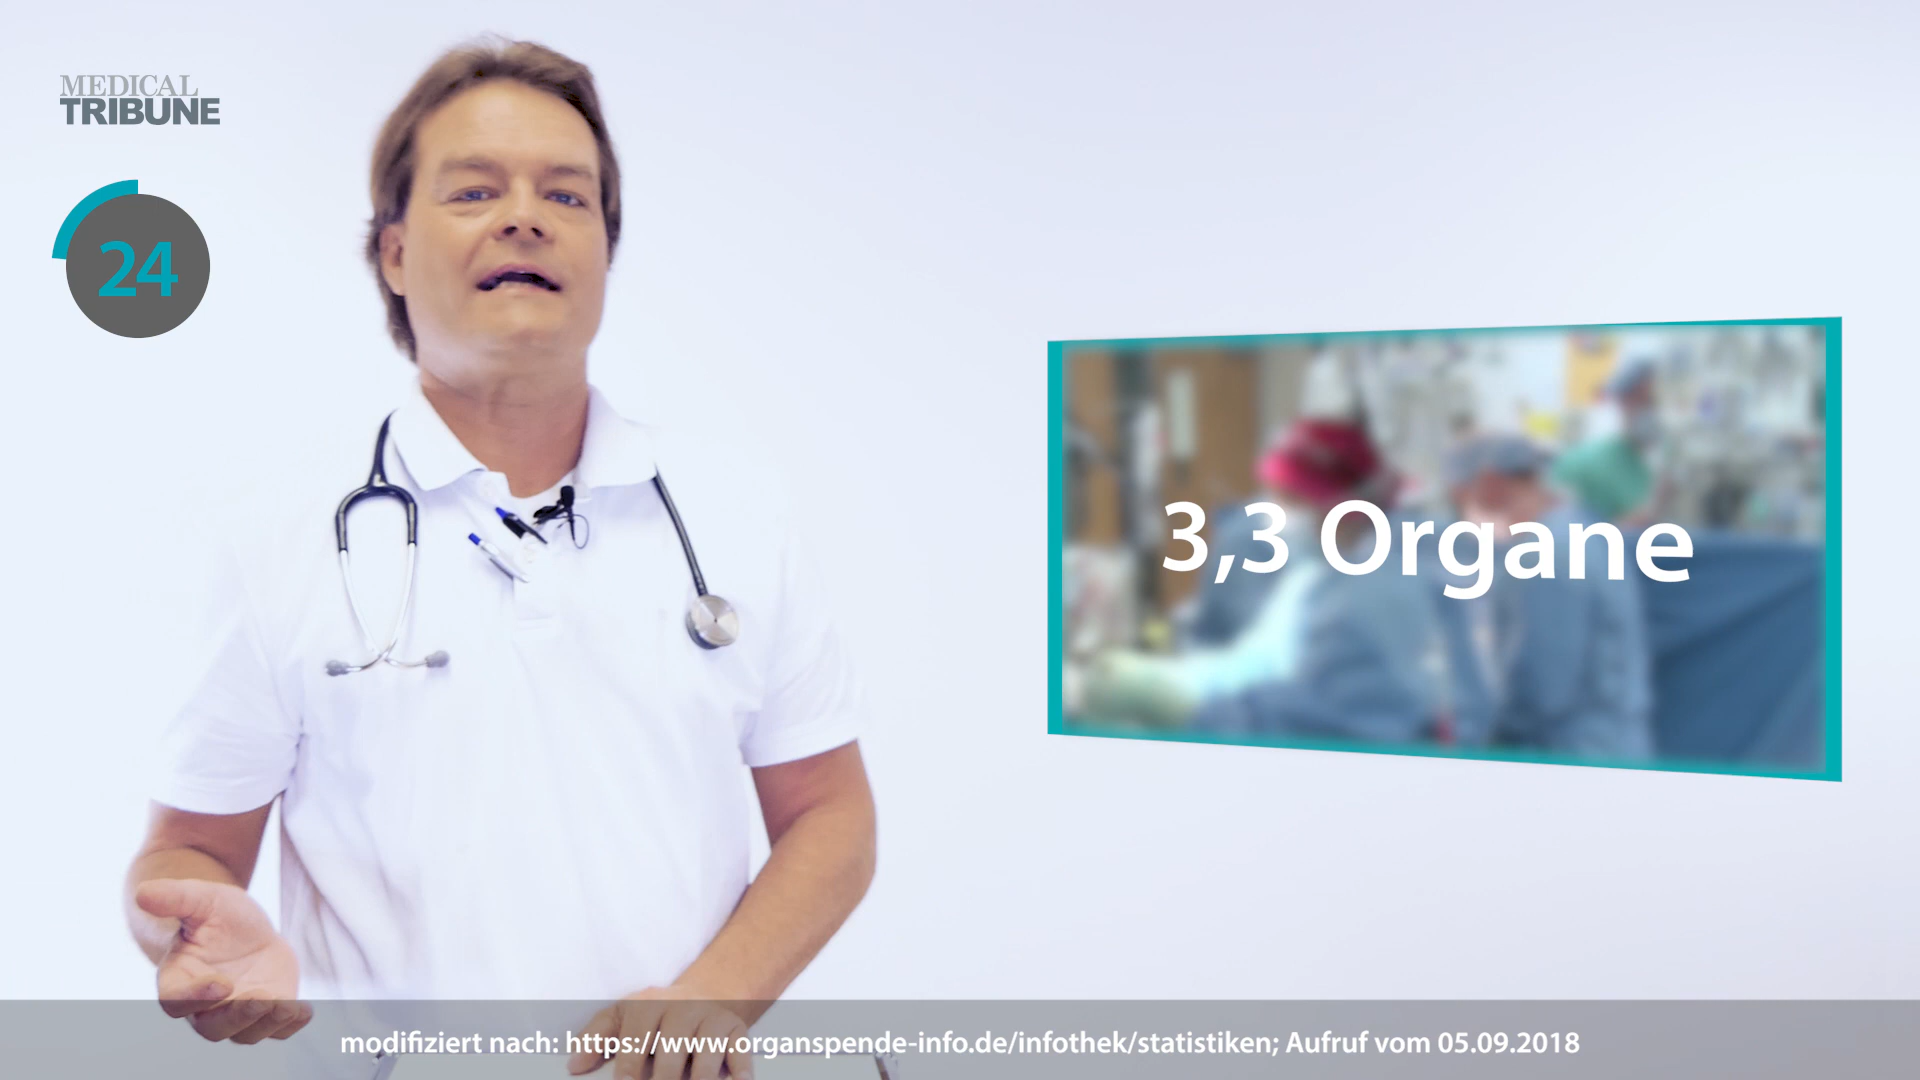 MEDICAL
TRIBUNE
24
3,3 Organe
modifiziert nach: https://www.organspende-info.de/infothek/statistiken; Aufruf vom 05.09.2018